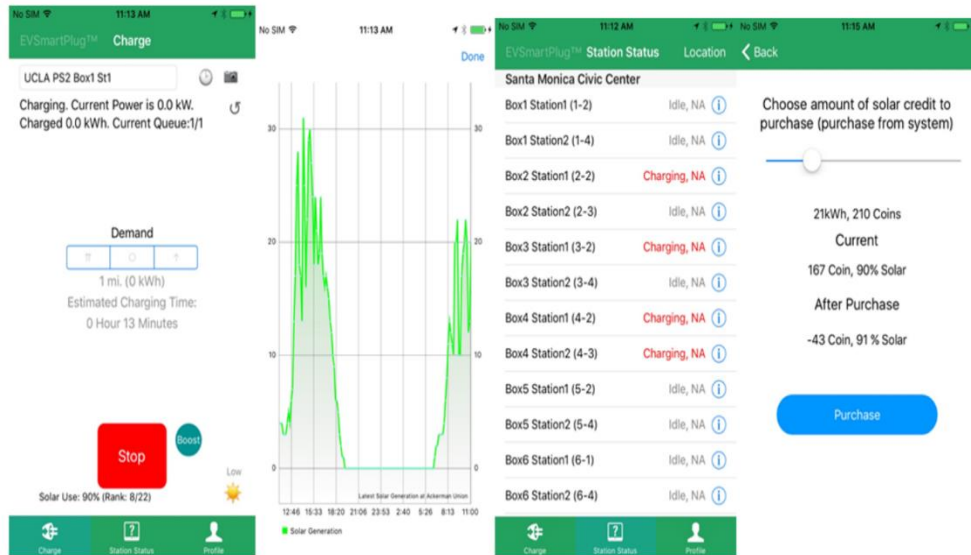 No SIM 11:13 AM
EVSmartPlug™ Charge
UCLA PS2 Box1 St1
Charging. Current Power is 0.0 kW.
Charged 0.0 kWh. Current Queue:1/1
Demand
1 mi. (0 kWh)
Estimated Charging Time:
0 Hour 13 Minutes
Stop
Boost
Low
Solar Use: 90% (Rank: 8/22)
Charge Station Status Profile
No SIM 11:13 AM
Done
30 30
20 20
10 10
0 0
Latest Solar Generation at Ackerman Union
12:46 15:33 18:20 21:06 23:53 2:40 5:26 8:13 11:00
Solar Generation
No SIM 11:12 AM
EVSmartPlug™ Station Status Location
Santa Monica Civic Center
Box1 Station1 (1-2) Idle, NA
Box1 Station2 (1-4) Idle, NA
Box2 Station1 (2-2) Charging, NA
Box2 Station2 (2-3) Idle, NA
Box3 Station1 (3-2) Charging, NA
Box3 Station2 (3-4) Idle, NA
Box4 Station1 (4-2) Charging, NA
Box4 Station2 (4-3) Charging, NA
Box5 Station1 (5-2) Idle, NA
Box5 Station2 (5-4) Idle, NA
Box6 Station1 (6-1) Idle, NA
Box6 Station2 (6-4) Idle, NA
Charge Station Status Profile
No SIM 11:15 AM
Back
Choose amount of solar credit to
purchase (purchase from system)
21kWh, 210 Coins
Current
167 Coin, 90% Solar
After Purchase
-43 Coin, 91 % Solar
Purchase